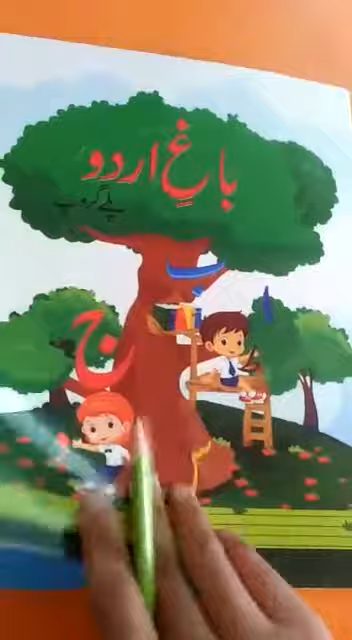 باغِ اردو
پلے گروپ
ب
ا
ج